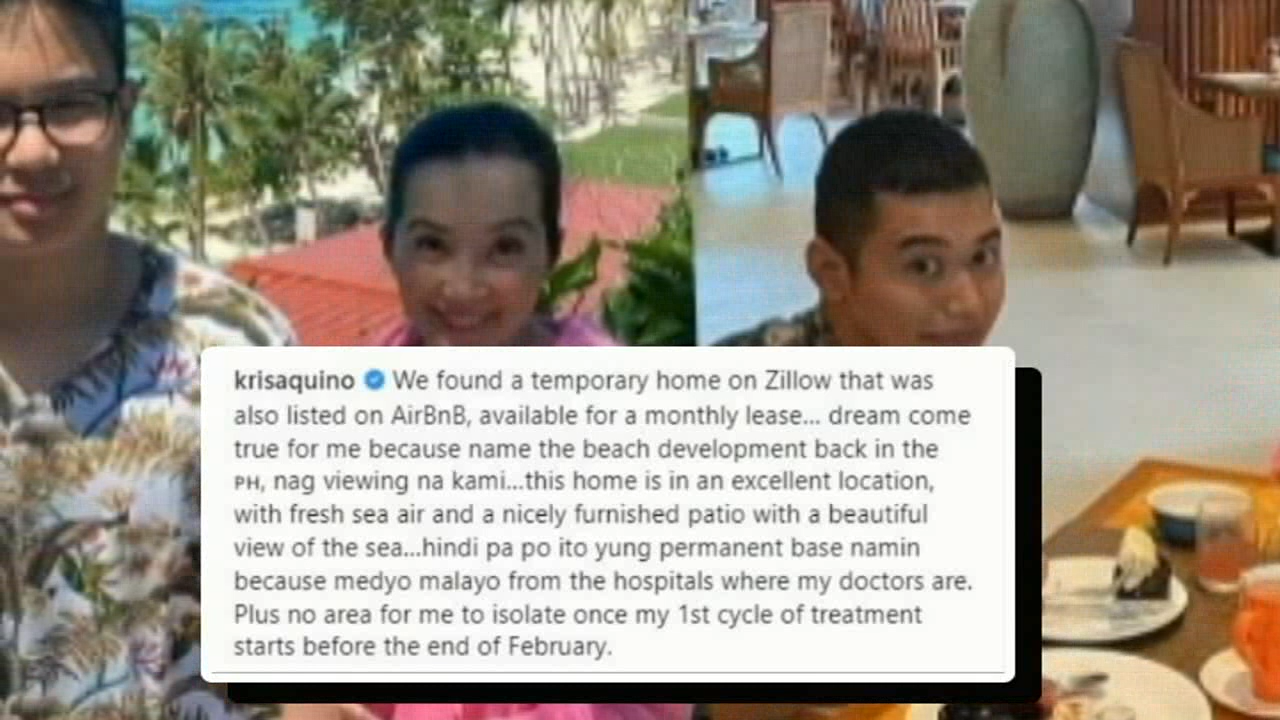 krisaquino We found a temporary home on Zillow that was
also listed on AirBnB, available for a monthly lease... dream come
true for me because name the beach development back in the
PH, nag viewing na kami...this home is in an excellent location,
with fresh sea air and a nicely furnished patio with a beautiful
view of the sea...hindi pa po ito yung permanent base namin
because medyo malayo from the hospitals where my doctors are.
Plus no area for me to isolate once my 1st cycle of treatment
starts before the end of February.